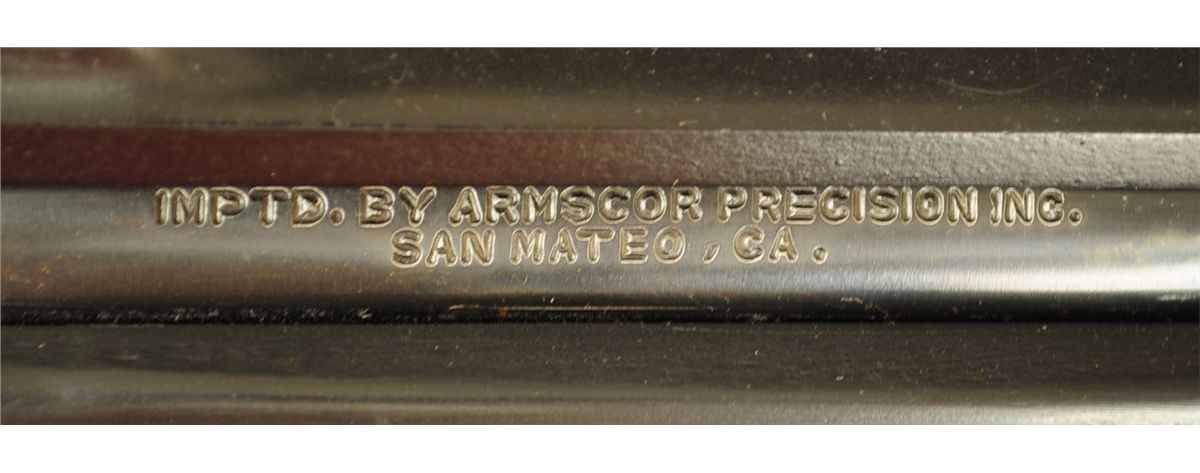 IMPTD. BY ARMSCOR PRECISION INC.
SAN MATEO, CA.